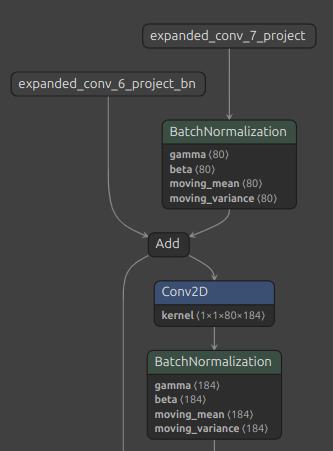 expanded_conv_7_project
expanded_conv_6_project_bn
BatchNormalization
gamma ⟨80⟩
beta ⟨80⟩
moving_mean ⟨80⟩
moving_variance ⟨80⟩
Add
Conv2D
kernel ⟨1×1×80×184⟩
BatchNormalization
gamma ⟨184⟩
beta ⟨184⟩
moving_mean ⟨184⟩
moving_variance ⟨184⟩